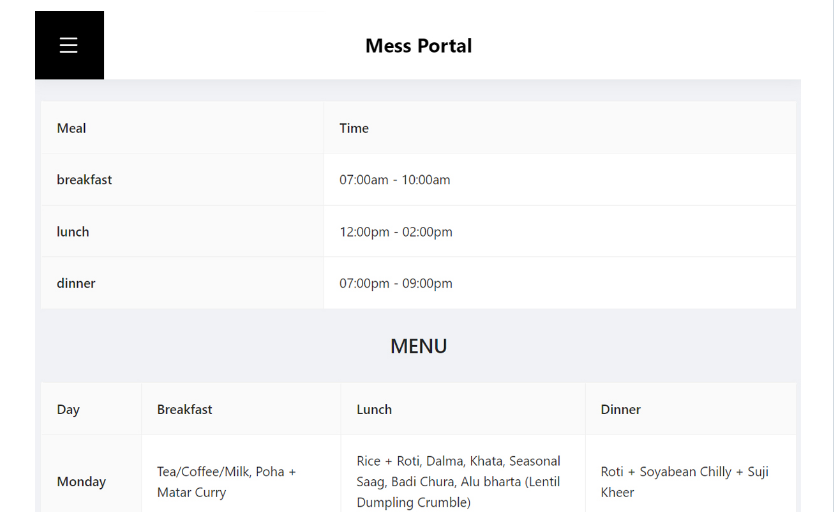 Mess Portal
Meal Time
breakfast 07:00am - 10:00am
lunch 12:00pm - 02:00pm
dinner 07:00pm - 09:00pm
MENU
Day Breakfast Lunch Dinner
Monday
Tea/Coffee/Milk, Poha +
Matar Curry
Rice + Roti, Dalma, Khata, Seasonal
Saag, Badi Chura, Alu bharta (Lentil
Dumpling Crumble)
Roti + Soyabean Chilly + Suji
Kheer